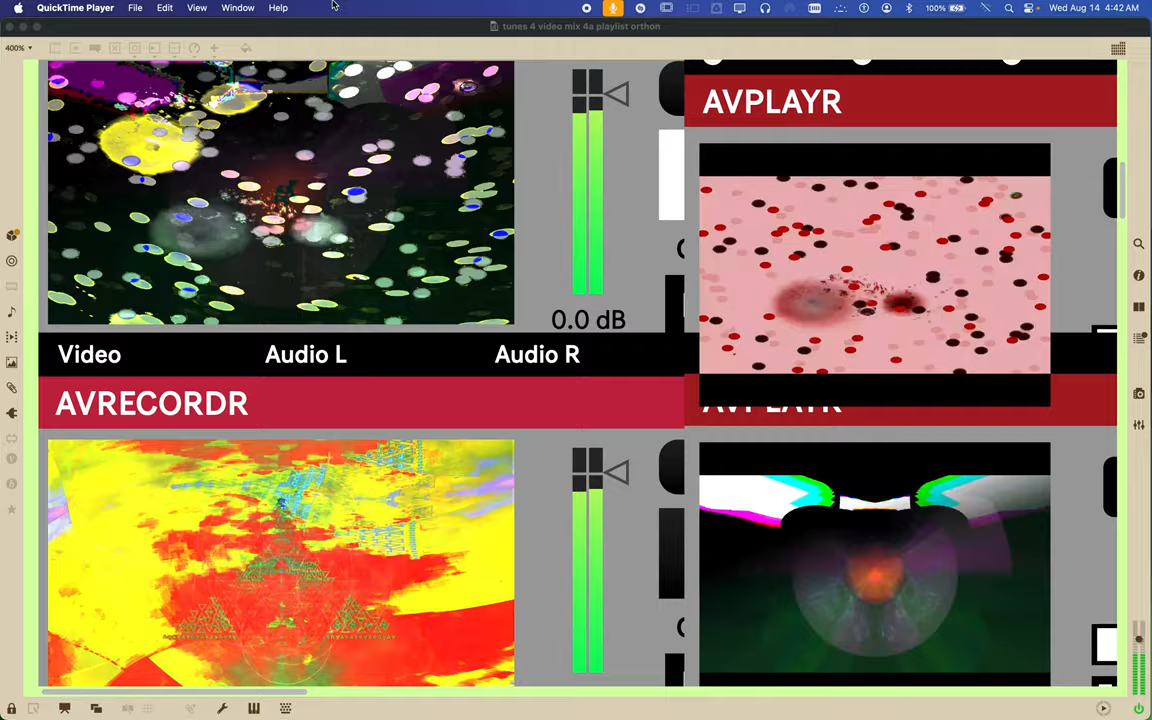 QuickTime Player File Edit View Window Help 100% Wed Aug 14 4:42 AM
tunes 4 video mix 4a playlist orthon
400%
AVPLAYR
0.0 dB
Video Audio L Audio R
AVRECORDR
AVPLAYR